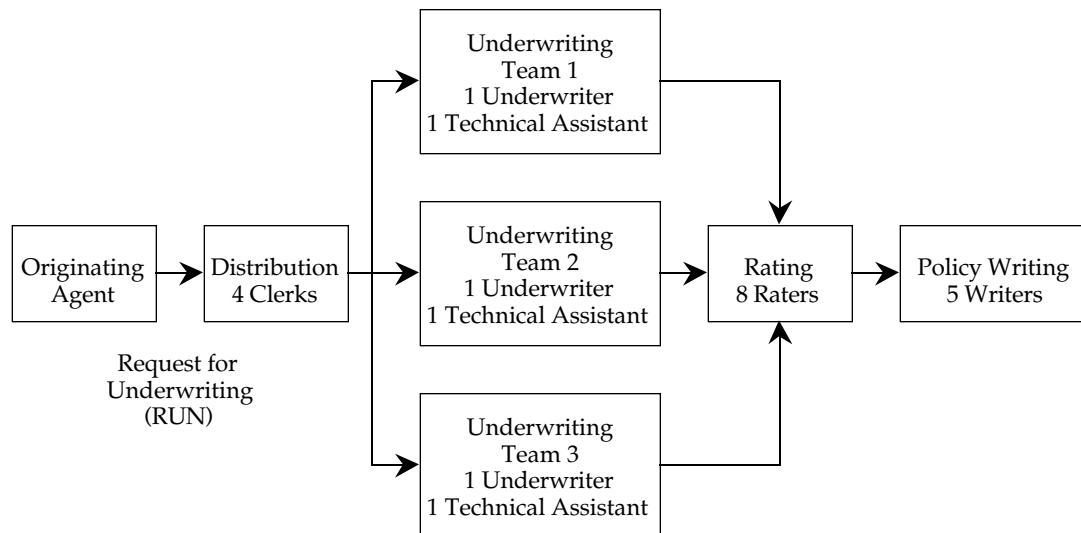 Underwriting
Team 1
1 Underwriter
1 Technical Assistant
Originating
Agent
Distribution
4 Clerks
Underwriting
Team 2
1 Underwriter
1 Technical Assistant
Rating
8 Raters
Policy Writing
5 Writers
Request for
Underwriting
(RUN)
Underwriting
Team 3
1 Underwriter
1 Technical Assistant